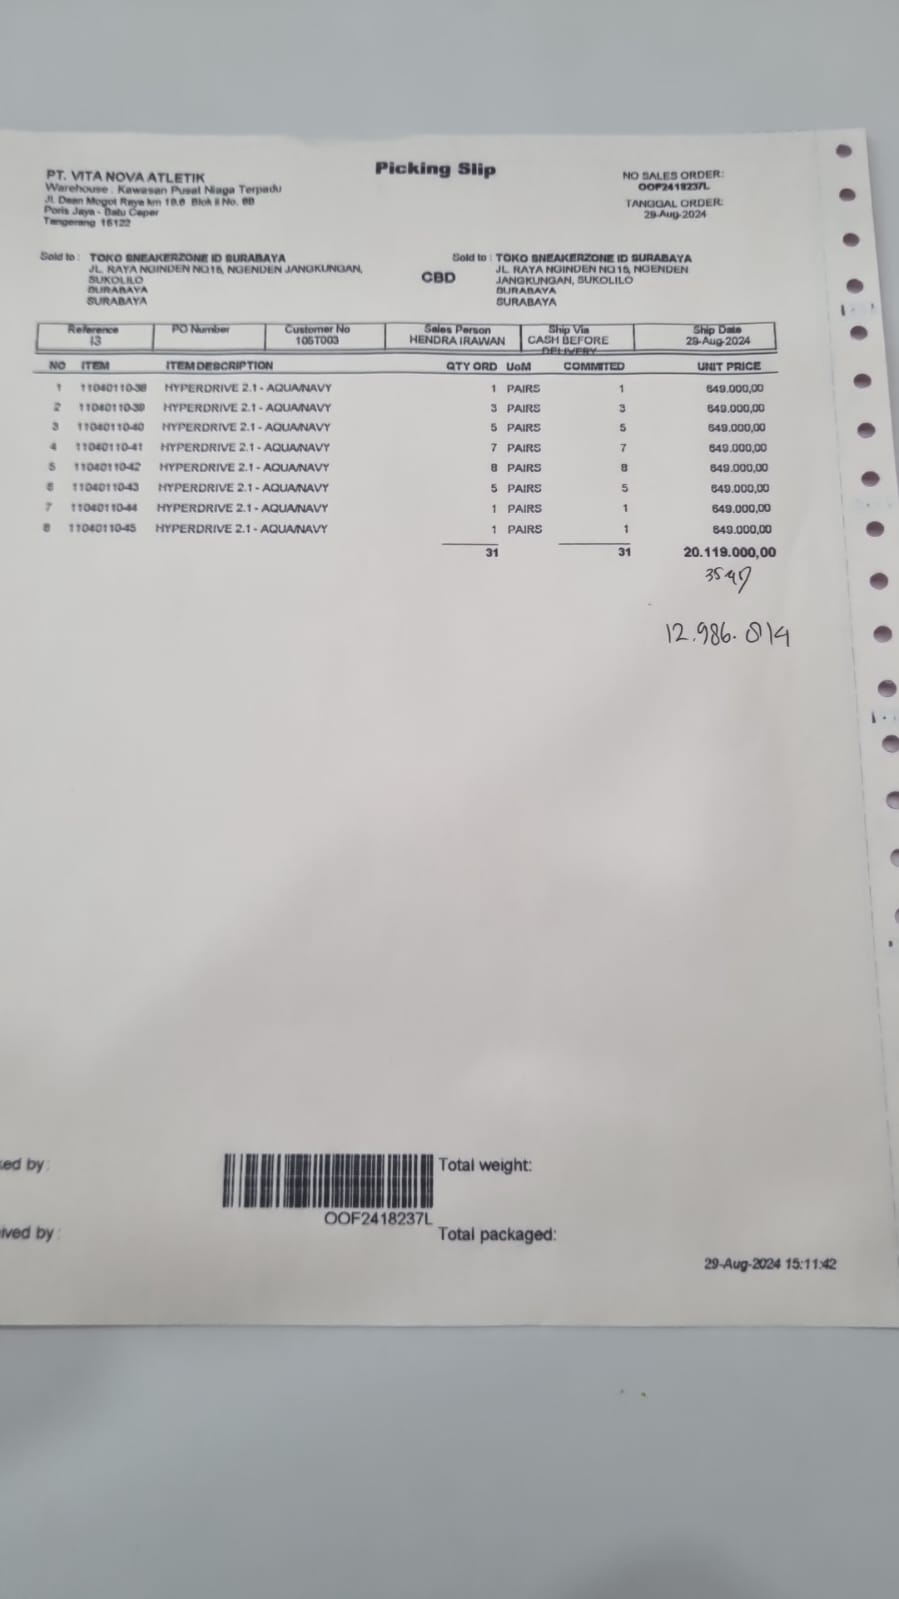 Picking Slip
PT. VITA NOVA ATLETIK
Warehouse : Kawasan Pusat Niaga Terpadu
Jl. Daan Mogot Raya km 19.6 Blok No.
Poris Jaya - Batu Ceper
Tangerang 15122
NO SALES ORDER:
OOF2418237L
TANGGAL ORDER:
29-Aug-2024
Sold to : TOKO SNEAKERZONE ID SURABAYA
JL. RAYA NGINDEN NO15, NGENDEN JANGKUNGAN,
SUKOLILO
SURABAYA
SURABAYA
CBD
Sold to : TOKO SNEAKERZONE ID SURABAYA
JL. RAYA NGINDEN NO15, NGENDEN
JANGKUNGAN, SUKOLILO
SURABAYA
SURABAYA
Reference PO Number Customer No Sales Person Ship Via Ship Date
13 105T003 HENDRA IRAWAN CASH BEFORE 29-Aug-2024
DELIVERY
NO ITEM ITEM DESCRIPTION QTY ORD UoM COMMITED UNIT PRICE
1 11040110-38 HYPERDRIVE 2.1 - AQUA/NAVY 1 PAIRS 1 649.000,00
2 11040110-39 HYPERDRIVE 2.1 - AQUA/NAVY 3 PAIRS 3 649.000,00
3 11040110-40 HYPERDRIVE 2.1 - AQUA/NAVY 5 PAIRS 5 649.000,00
4 11040110-41 HYPERDRIVE 2.1 - AQUA/NAVY 7 PAIRS 7 649.000,00
5 11040110-42 HYPERDRIVE 2.1 - AQUA/NAVY 8 PAIRS 8 649.000,00
6 11040110-43 HYPERDRIVE 2.1 - AQUA/NAVY 5 PAIRS 5 649.000,00
7 11040110-44 HYPERDRIVE 2.1 - AQUA/NAVY 1 PAIRS 1 649.000,00
8 11040110-45 HYPERDRIVE 2.1 - AQUA/NAVY 1 PAIRS 1 649.000,00
31 31 20.119.000,00
12.986.814
ked by:
Total weight:
OOF2418237L
ived by :
Total packaged:
29-Aug-2024 15:11:42